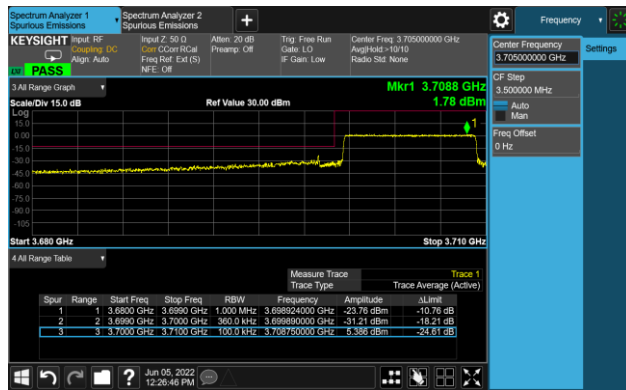 Spectrum Analyzer 1
Spurious Emissions
Spectrum Analyzer 2
Spurious Emissions
+
Frequency
KEYSIGHT
Input: RF
Coupling: DC
Align: Auto
Input Z: 50 Ω
Corr CCorr RCal
Freq Ref: Ext (S)
NFE: Off
Atten: 20 dB
Preamp: Off
Trig: Free Run
Gate: LO
IF Gain: Low
Center Freq: 3.705000000 GHz
Avg|Hold:>10/10
Radio Std: None
PASS
Center Frequency
3.705000000 GHz
Settings
CF Step
3.500000 MHz
Auto
Man
Freq Offset
0 Hz
3 All Range Graph
Mkr1 3.7088 GHz
1.78 dBm
Scale/Div 15.0 dB
Ref Value 30.00 dBm
Log
15.0
0.00
-15.0
-30.0
-45.0
-60.0
-75.0
-90.0
-105
1
Start 3.680 GHz
Stop 3.710 GHz
4 All Range Table
Measure Trace Trace 1
Trace Type Trace Average (Active)
Spur Range Start Freq Stop Freq RBW Frequency Amplitude ΔLimit
1 1 3.6800 GHz 3.6990 GHz 1.000 MHz 3.698924000 GHz -23.76 dBm -10.76 dB
2 2 3.6990 GHz 3.7000 GHz 360.0 kHz 3.699890000 GHz -31.21 dBm -18.21 dB
3 3 3.7000 GHz 3.7100 GHz 100.0 kHz 3.708750000 GHz 5.386 dBm -24.61 dB
?
Jun 05, 2022
12:26:46 PM